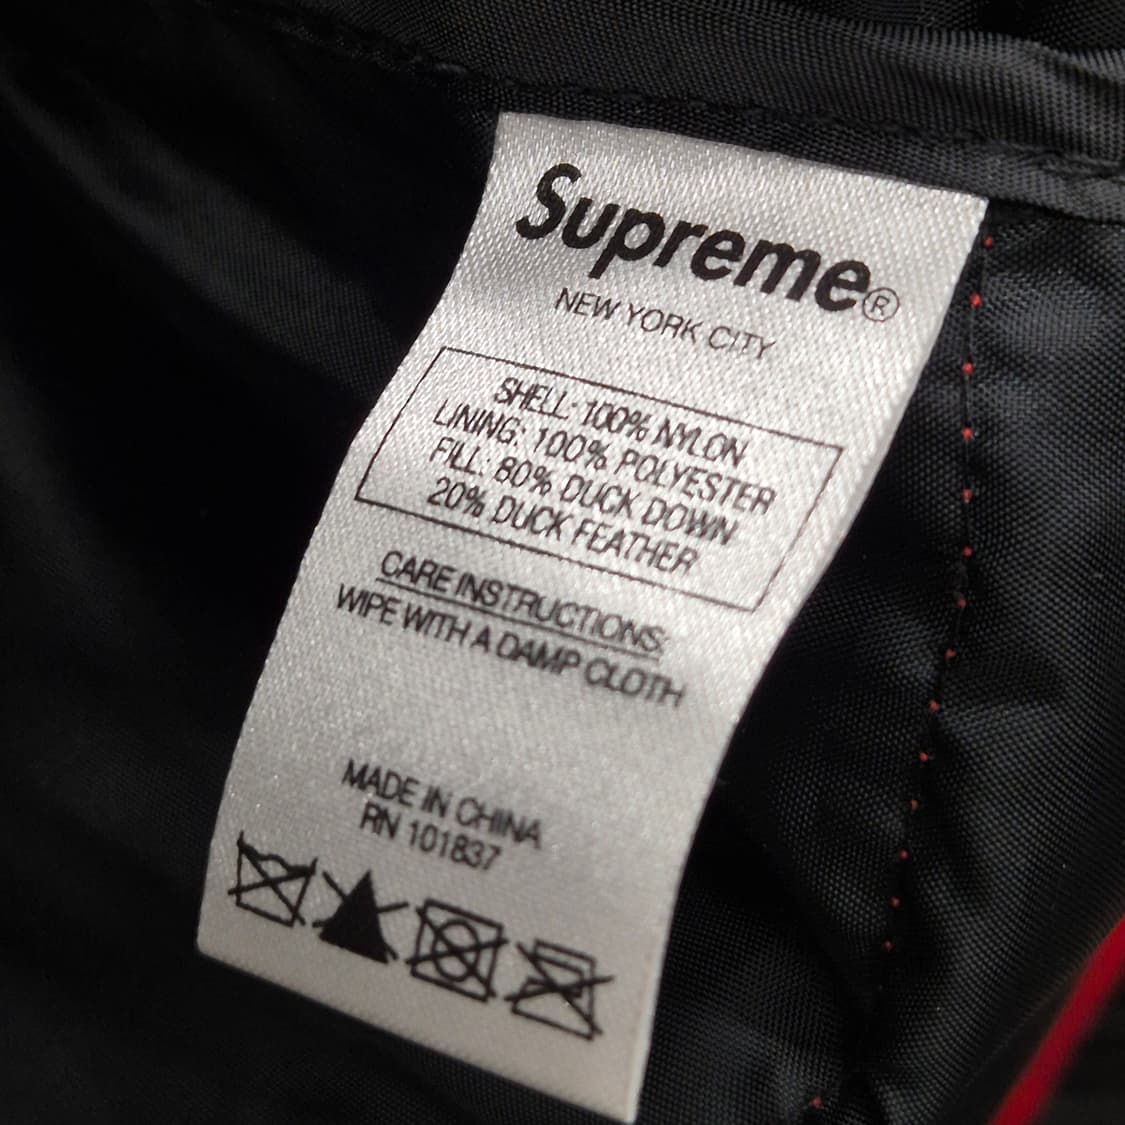 Supreme®
NEW YORK CITY
SHELL: 100% NYLON
LINING: 100% POLYESTER
FILL: 80% DUCK DOWN
20% DUCK FEATHER
CARE INSTRUCTIONS:
WIPE WITH A DAMP CLOTH
MADE IN CHINA
RN 101837